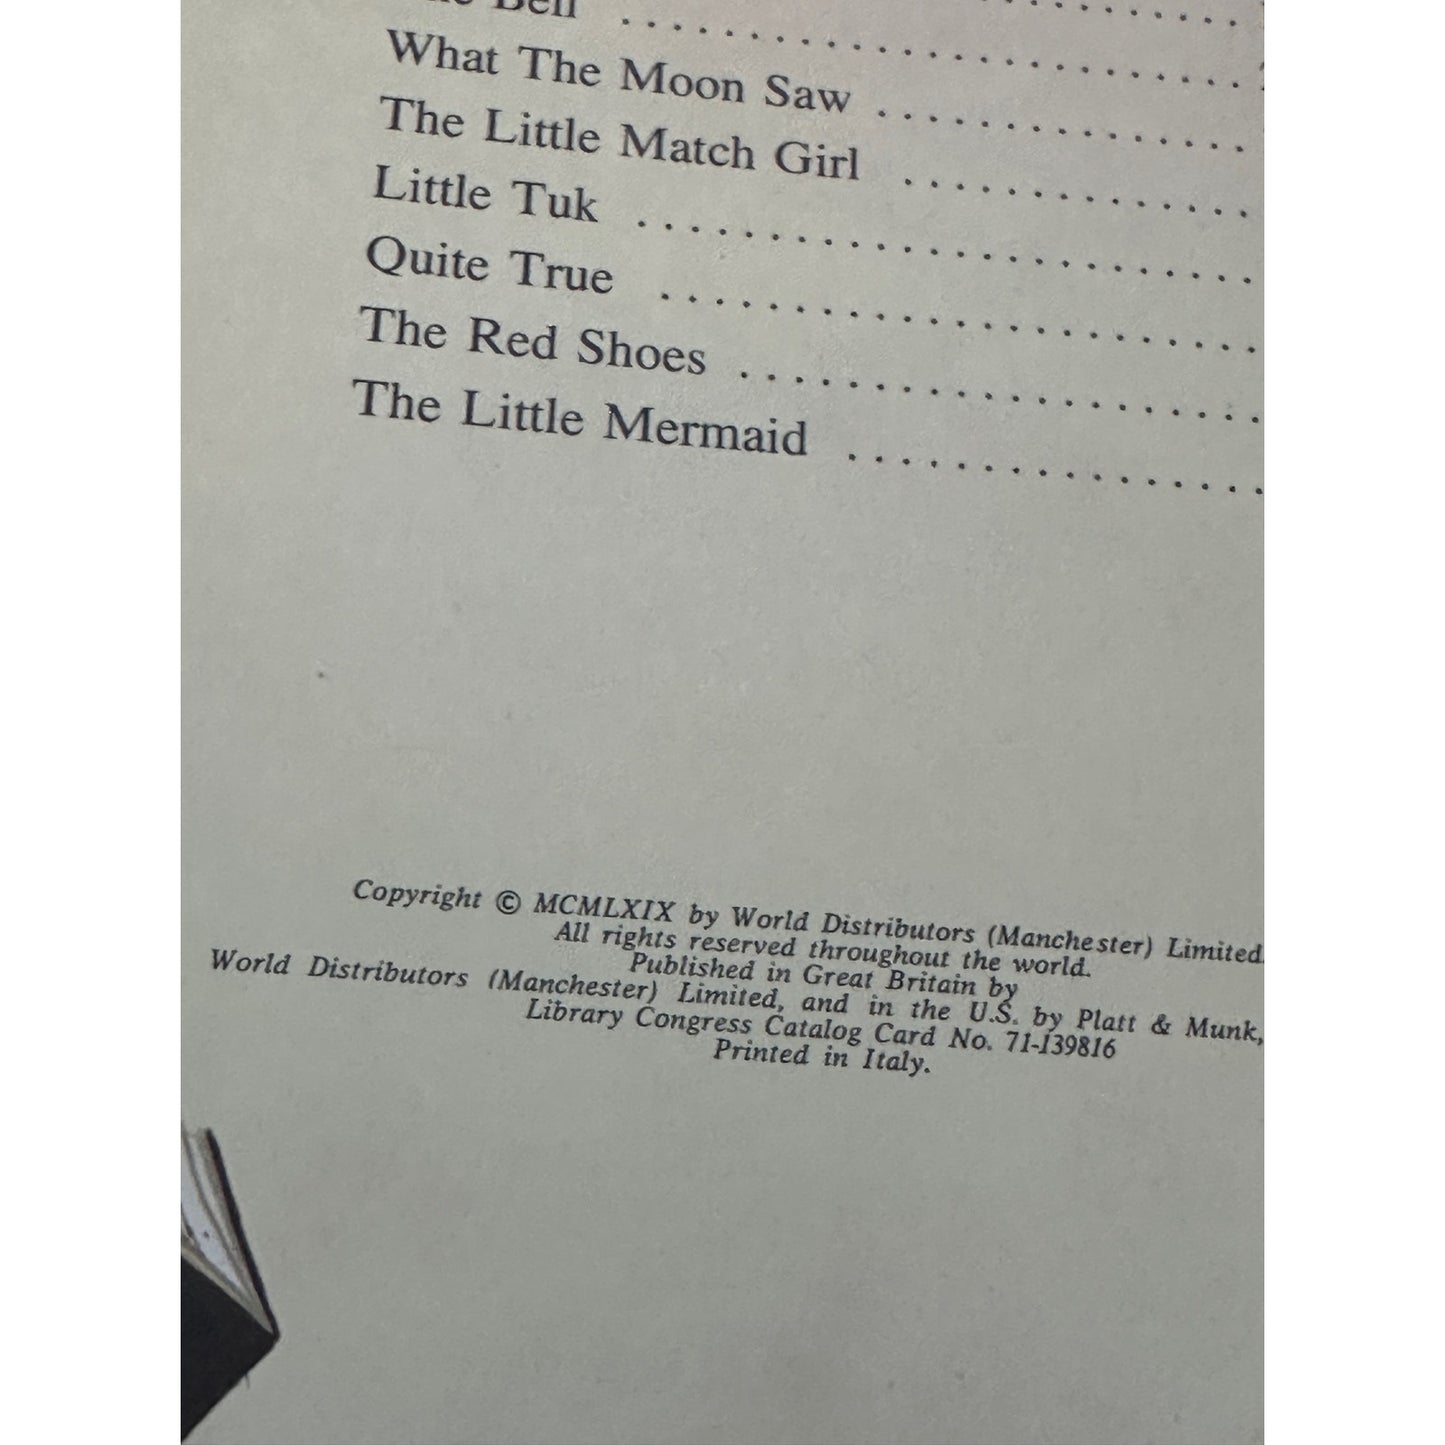 Bell ........................
What The Moon Saw ...............
The Little Match Girl ..............
Little Tuk ........................
Quite True .......................
The Red Shoes ....................
The Little Mermaid ................
Copyright © MCMLXIX by World Distributors (Manchester) Limited.
All rights reserved throughout the world.
Published in Great Britain by
World Distributors (Manchester) Limited, and in the U.S. by Platt & Munk,
Library Congress Catalog Card No. 71-139816
Printed in Italy.